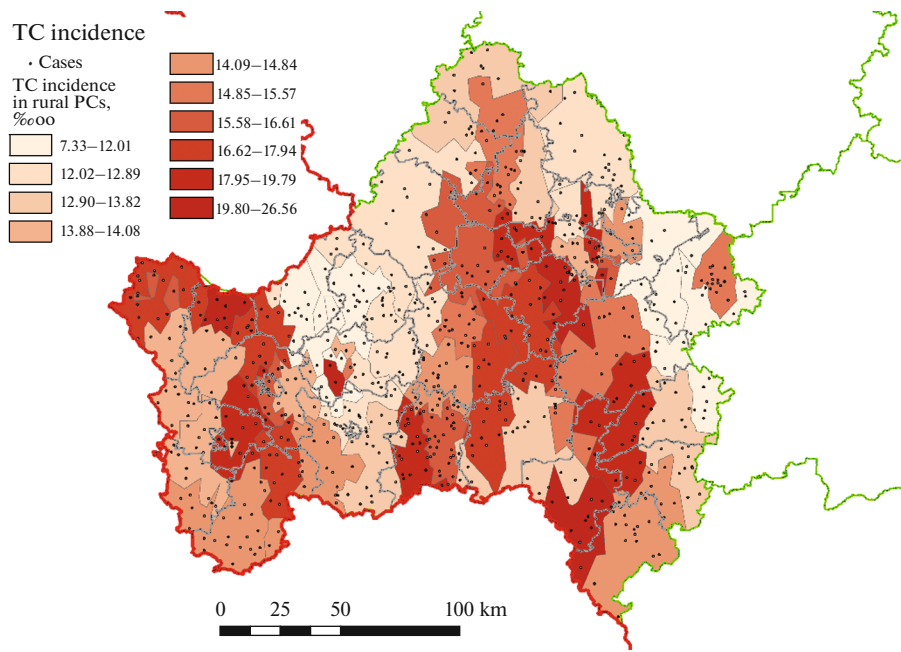 TC incidence
· Cases
TC incidence
in rural PCs,
‰oo
7.33–12.01
12.02–12.89
12.90–13.82
13.88–14.08
14.09–14.84
14.85–15.57
15.58–16.61
16.62–17.94
17.95–19.79
19.80–26.56
0 25 50 100 km